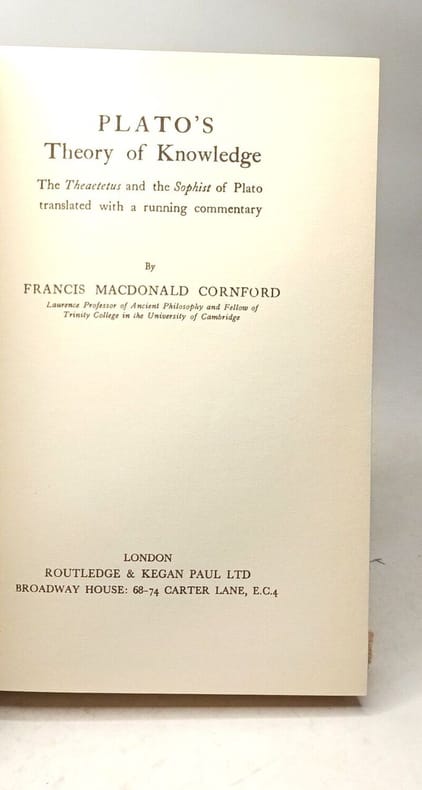 PLATO'S
Theory of Knowledge
The Theaetetus and the Sophist of Plato
translated with a running commentary
By
FRANCIS MACDONALD CORNFORD
Laurence Professor of Ancient Philosophy and Fellow of
Trinity College in the University of Cambridge
LONDON
ROUTLEDGE & KEGAN PAUL LTD
BROADWAY HOUSE: 68-74 CARTER LANE, E.C.4